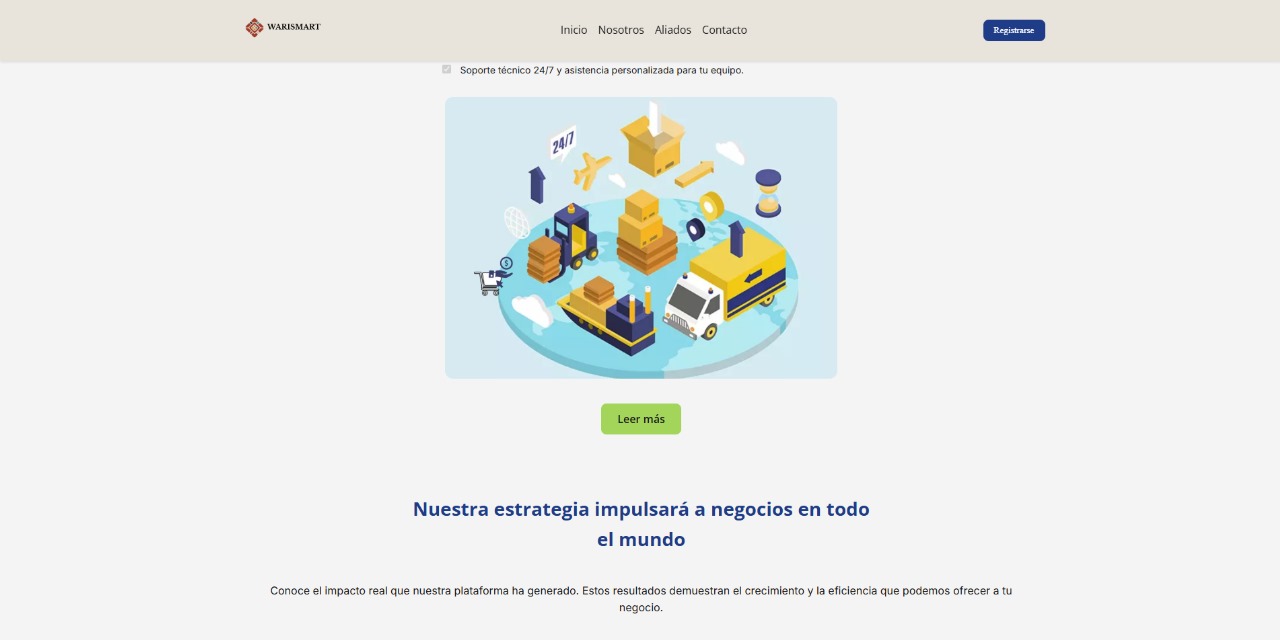 WARISMART
Inicio Nosotros Aliados Contacto
Registrarse
Soporte técnico 24/7 y asistencia personalizada para tu equipo.
24/7
$
Leer más
Nuestra estrategia impulsará a negocios en todo
el mundo
Conoce el impacto real que nuestra plataforma ha generado. Estos resultados demuestran el crecimiento y la eficiencia que podemos ofrecer a tu
negocio.